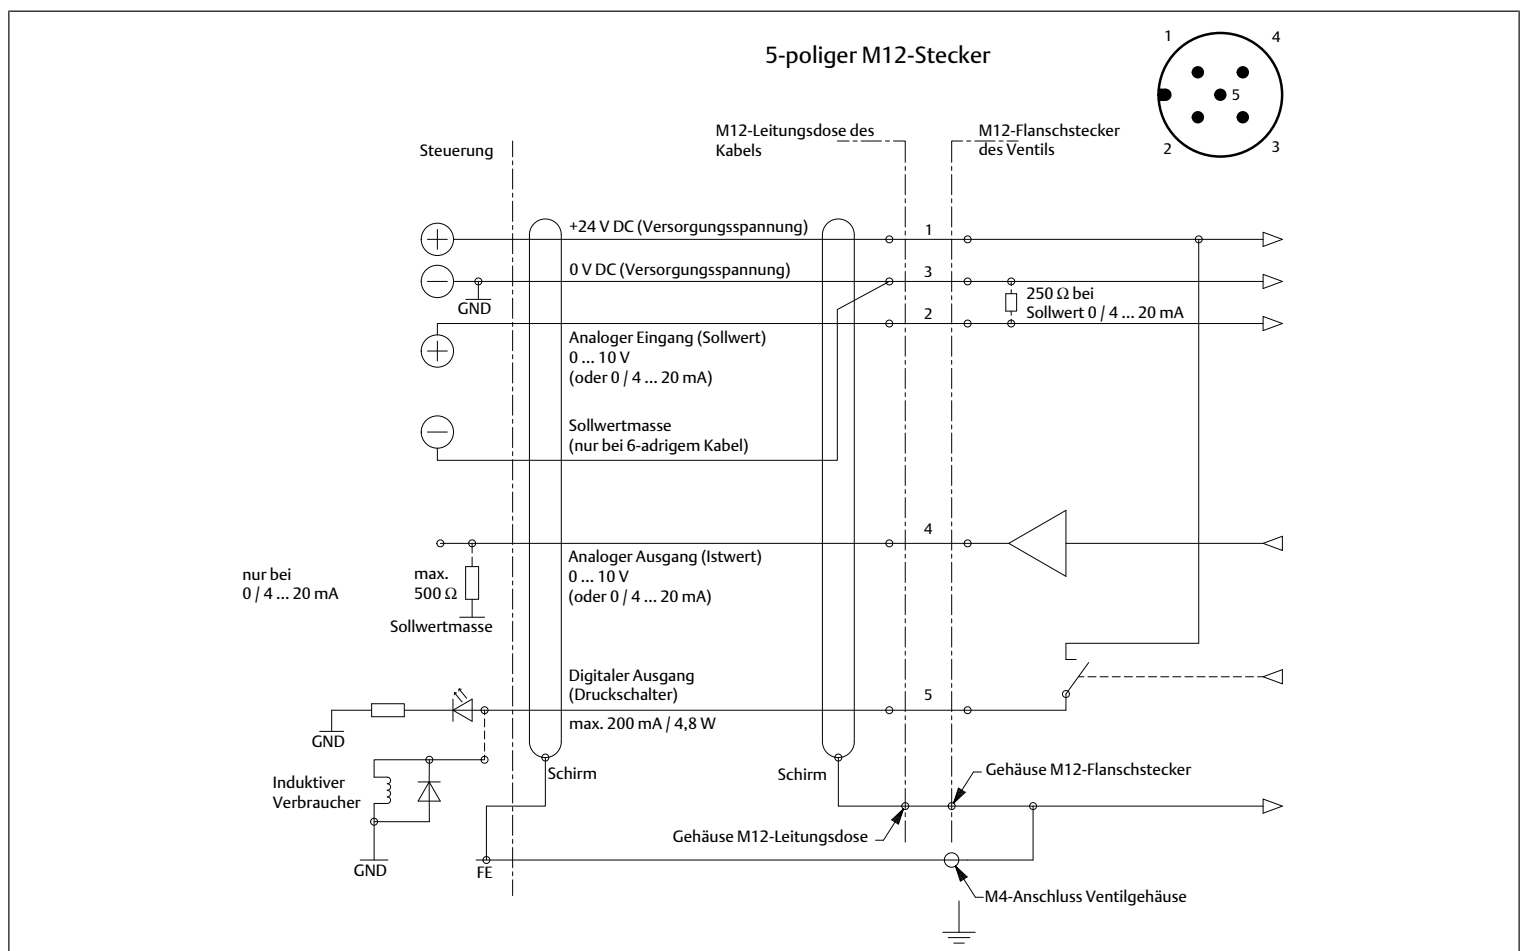 5-poliger M12-Stecker
1
4
5
2
3
Steuerung
M12-Leitungsdose des
Kabels
M12-Flanschstecker
des Ventils
+24 V DC (Versorgungsspannung)
1
0 V DC (Versorgungsspannung)
3
GND
250 Ω bei
Sollwert 0 / 4 ... 20 mA
2
Analoger Eingang (Sollwert)
0 ... 10 V
(oder 0 / 4 ... 20 mA)
Sollwertmasse
(nur bei 6-adrigem Kabel)
4
nur bei
0 / 4 ... 20 mA
max.
500 Ω
Sollwertmasse
Analoger Ausgang (Istwert)
0 ... 10 V
(oder 0 / 4 ... 20 mA)
Digitaler Ausgang
(Druckschalter)
5
max. 200 mA / 4,8 W
GND
Induktiver
Verbraucher
GND
Schirm
Schirm
Gehäuse M12-Flanschstecker
Gehäuse M12-Leitungsdose
FE
M4-Anschluss Ventilgehäuse